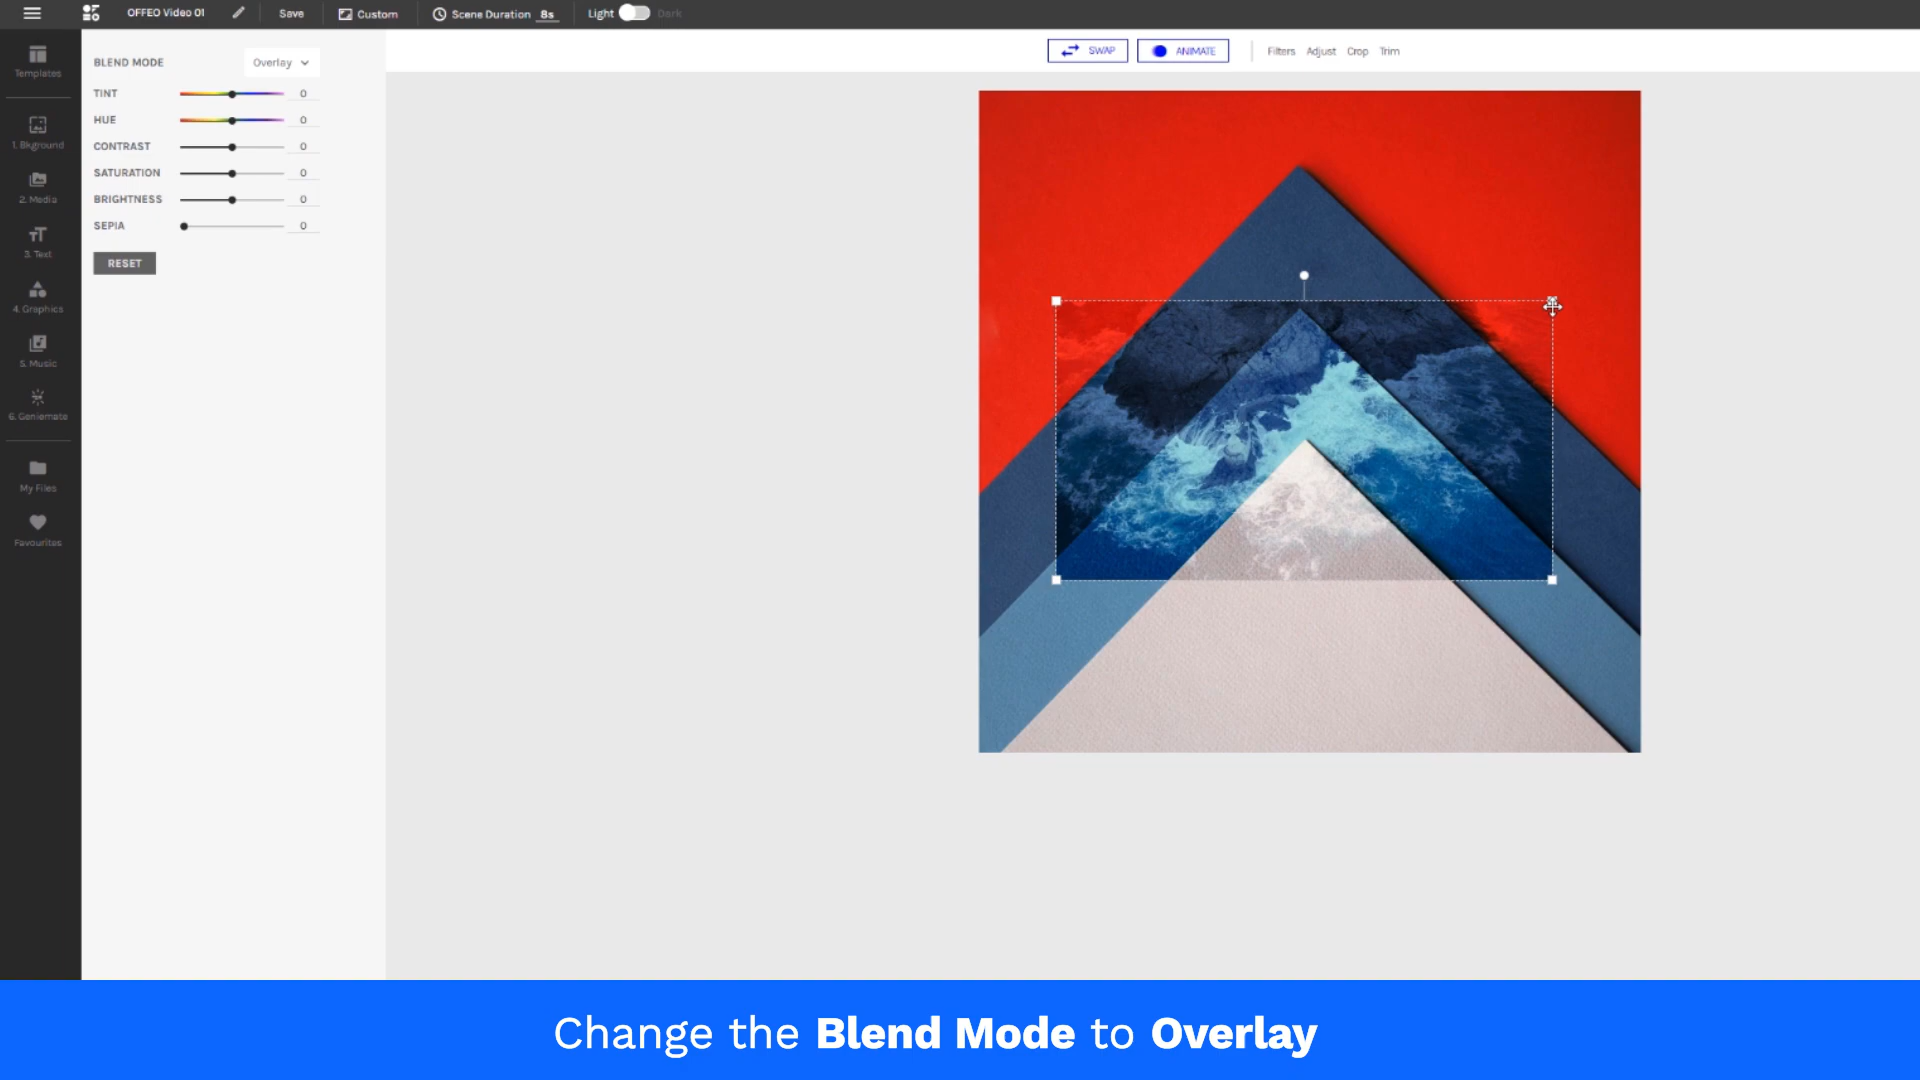 OFFEO Video 01
Save
Custom
Scene Duration 8s
Light
Dark
Templates
1. Bkground
2. Media
3. Text
4. Graphics
5. Music
6. Geniemate
My Files
Favourites
BLEND MODE Overlay
TINT 0
HUE 0
CONTRAST 0
SATURATION 0
BRIGHTNESS 0
SEPIA 0
RESET
SWAP
ANIMATE
Filters Adjust Crop Trim
Change the Blend Mode to Overlay